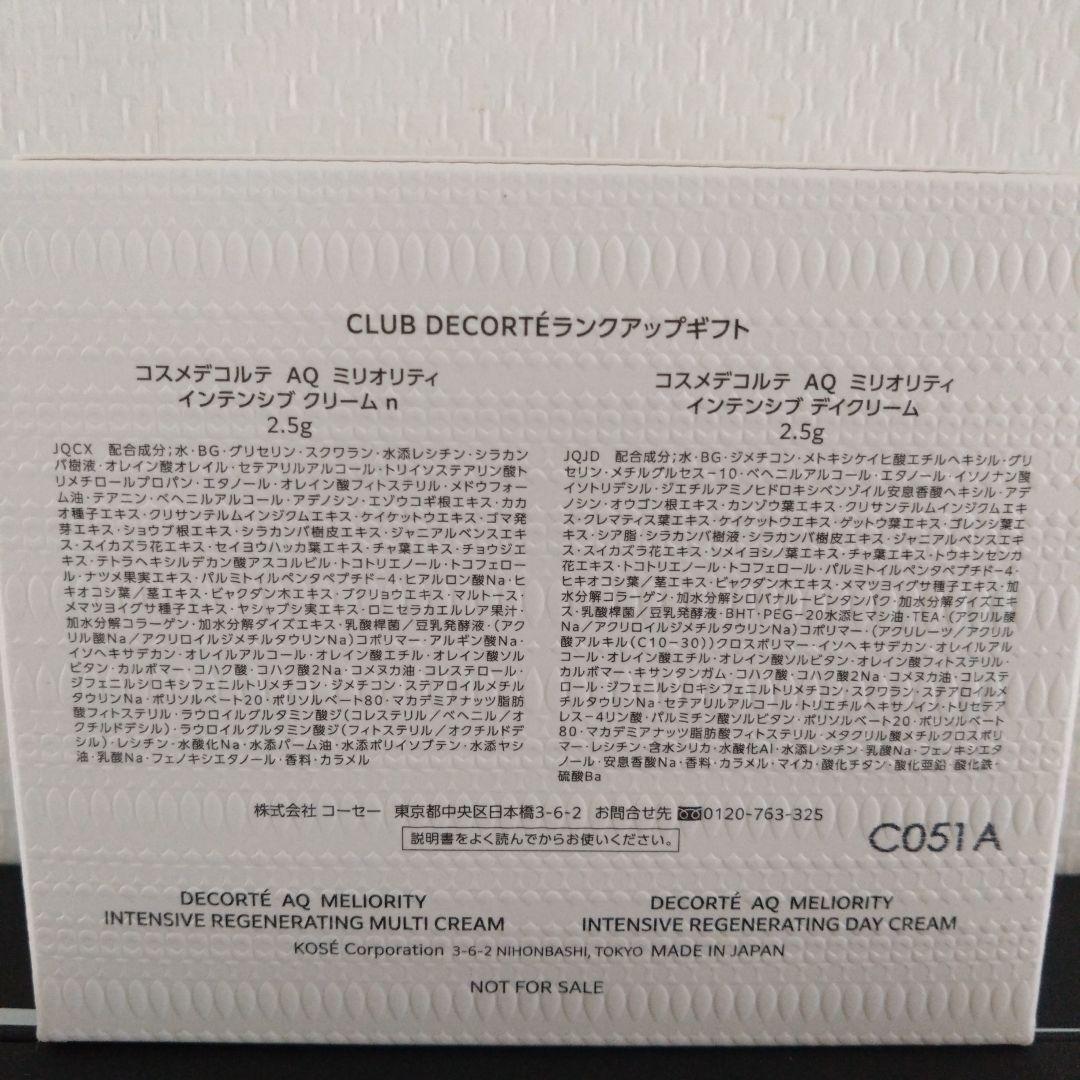 CLUB DECORTÉランクアップギフト
コスメデコルテ AQ ミリオリティ
インテンシブ クリーム n
2.5g
JQCX 配合成分;水・BG・グリセリン・スクワラン・水添レシチン・シラカン
バ樹液・オレイン酸オレイル・セテアリルアルコール・トリイソステアリン酸ト
リメチロールプロパン・エタノール・オレイン酸フィトステリル・メドウフォー
ム油・テアニン・ベヘニルアルコール・アデノシン・エゾウコギ根エキス・カカ
オ種子エキス・クリサンテルムインジクムエキス・ケイケットウエキス・ゴマ発
芽エキス・ショウブ根エキス・シラカンバ樹皮エキス・ジャニアルベンスエキ
ス・スイカズラ花エキス・セイヨウハッカ葉エキス・チャ葉エキス・チョウジエ
キス・テトラヘキシルデカン酸アスコルビル・トコトリエノール・トコフェロー
ル・ナツメ果実エキス・パルミトイルペンタペプチド-4・ヒアルロン酸Na・ヒ
キオコシ葉/茎エキス・ビャクダン木エキス・ブクリョウエキス・マルトース・
メマツヨイグサ種子エキス・ヤシャブシ実エキス・ロニセラカエルレア果汁・
加水分解コラーゲン・加水分解ダイズエキス・乳酸桿菌/豆乳発酵液・(アク
リル酸Na/アクリロイルジメチルタウリンNa)コポリマー・アルギン酸Na・
イソヘキサデカン・オレイルアルコール・オレイン酸エチル・オレイン酸ソル
ビタン・カルボマー・コハク酸・コハク酸2Na・コメヌカ油・コレステロール・
ジフェニルシロキシフェニルトリメチコン・ジメチコン・ステアロイルメチル
タウリンNa・ポリソルベート20・ポリソルベート80・マカデミアナッツ脂肪
酸フィトステリル・ラウロイルグルタミン酸ジ(コレステリル/ベヘニル/オ
クチルドデシル)・ラウロイルグルタミン酸ジ(フィトステリル/オクチルドデ
シル)・レシチン・水酸化Na・水添パーム油・水添ポリイソブテン・水添ヤシ
油・乳酸Na・フェノキシエタノール・香料・カラメル
コスメデコルテ AQ ミリオリティ
インテンシブ デイクリーム
2.5g
JQJD 配合成分;水・BG・ジメチコン・メトキシケイヒ酸エチルヘキシル・グリ
セリン・メチルグルセス-10・ベヘニルアルコール・エタノール・イソノナン酸
イソトリデシル・ジエチルアミノヒドロキシベンゾイル安息香酸ヘキシル・アデ
ノシン・オウゴン根エキス・カンゾウ葉エキス・クリサンテルムインジクムエキ
ス・クレマティス葉エキス・ケイケットウエキス・ゲットウ葉エキス・ゴレンシ葉エ
キス・シア脂・シラカンバ樹液・シラカンバ樹皮エキス・ジャニアルベンスエキ
ス・スイカズラ花エキス・ソメイヨシノ葉エキス・チャ葉エキス・トウキンセンカ
花エキス・トコトリエノール・トコフェロール・パルミトイルペンタペプチド-4・
ヒキオコシ葉/茎エキス・ビャクダン木エキス・メマツヨイグサ種子エキス・加
水分解コラーゲン・加水分解シロバナルーピンタンパク・加水分解ダイズエキ
ス・乳酸桿菌/豆乳発酵液・BHT・PEG-20水添ヒマシ油・TEA・(アクリル酸
Na/アクリロイルジメチルタウリンNa)コポリマー・(アクリレーツ/アクリル
酸アルキル(C10-30))クロスポリマー・イソヘキサデカン・オレイルアル
コール・オレイン酸エチル・オレイン酸ソルビタン・オレイン酸フィトステリル・
カルボマー・キサンタンガム・コハク酸・コハク酸2Na・コメヌカ油・コレステ
ロール・ジフェニルシロキシフェニルトリメチコン・スクワラン・ステアロイルメ
チルタウリンNa・セテアリルアルコール・トリエチルヘキサノイン・トリセテア
レス-4リン酸・パルミチン酸ソルビタン・ポリソルベート20・ポリソルベート
80・マカデミアナッツ脂肪酸フィトステリル・メタクリル酸メチルクロスポリ
マー・レシチン・含水シリカ・水酸化Al・水添レシチン・乳酸Na・フェノキシエタ
ノール・安息香酸Na・香料・カラメル・マイカ・酸化チタン・酸化亜鉛・酸化鉄・
硫酸Ba
株式会社 コーセー 東京都中央区日本橋3-6-2 お問合せ先 0120-763-325
説明書をよく読んでからお使いください。
C051A
DECORTÉ AQ MELIORITY
INTENSIVE REGENERATING MULTI CREAM
DECORTÉ AQ MELIORITY
INTENSIVE REGENERATING DAY CREAM
KOSÉ Corporation 3-6-2 NIHONBASHI, TOKYO MADE IN JAPAN
NOT FOR SALE